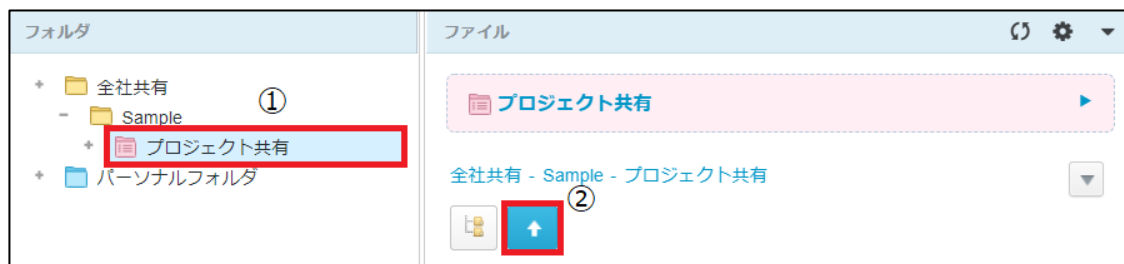 フォルダ
全社共有
①
Sample
プロジェクト共有
パーソナルフォルダ
ファイル
プロジェクト共有
全社共有 - Sample - プロジェクト共有
②